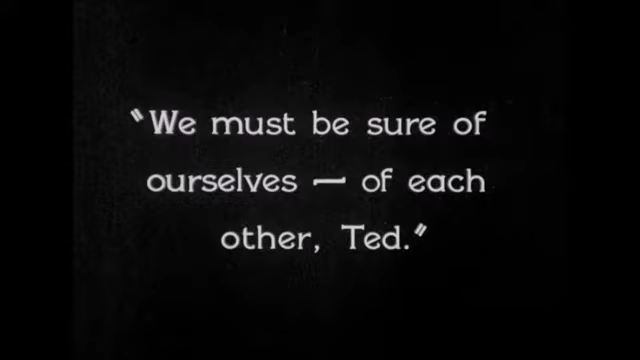 "We must be sure of
ourselves — of each
other, Ted."